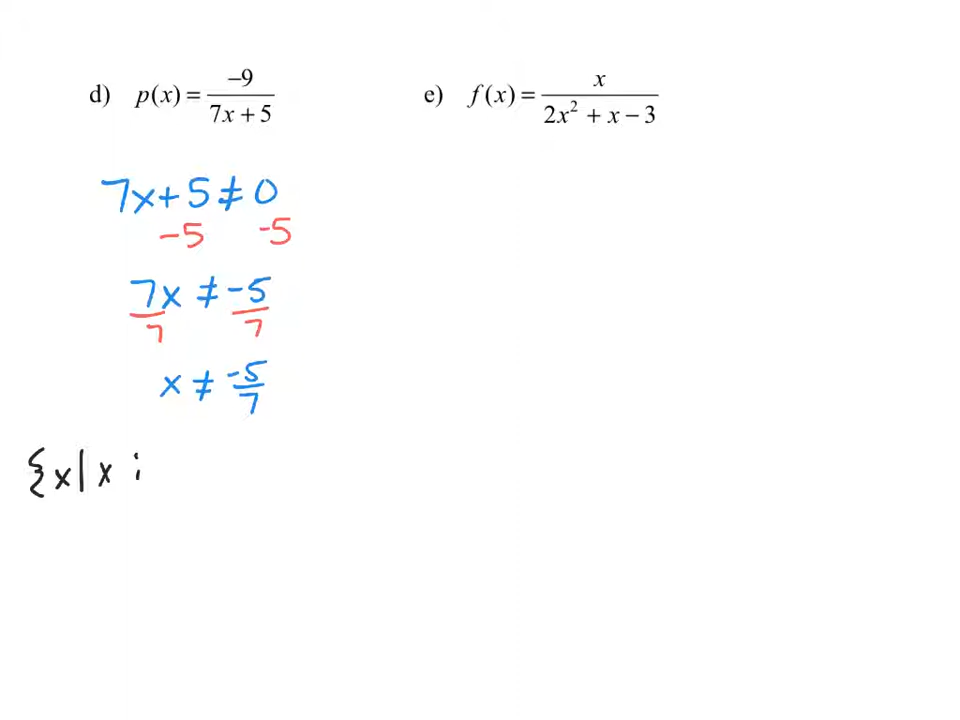 d) p(x) = -9/(7x + 5)
e) f(x) = x/(2x² + x − 3)
7x + 5 ≠ 0
-5 -5
7x ≠ -5
7 7
x ≠ -5/7
{x| x i